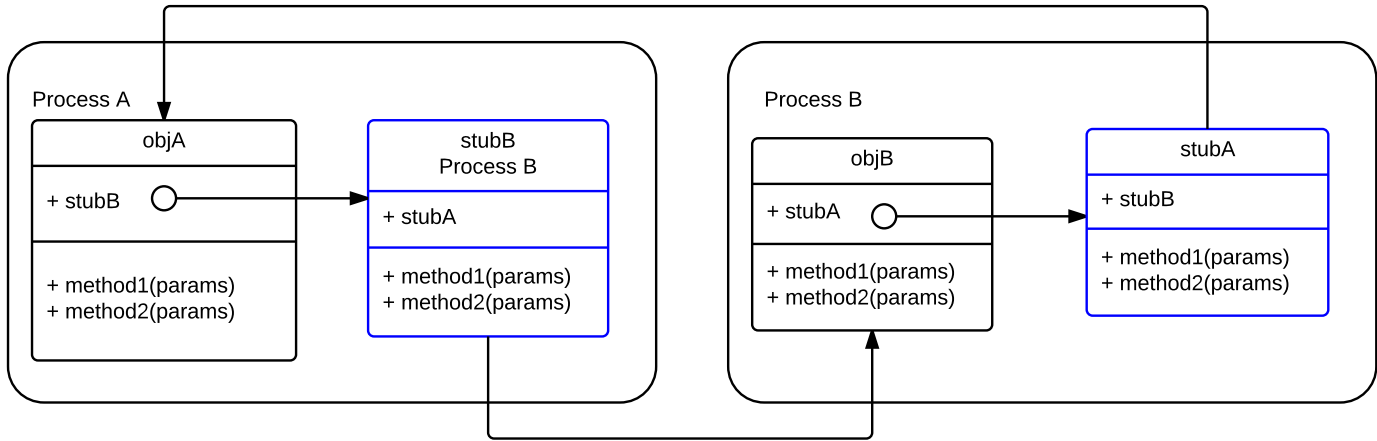 Process A
objA
+ stubB
+ method1(params)
+ method2(params)
stubB
Process B
+ stubA
+ method1(params)
+ method2(params)
Process B
objB
+ stubA
+ method1(params)
+ method2(params)
stubA
+ stubB
+ method1(params)
+ method2(params)